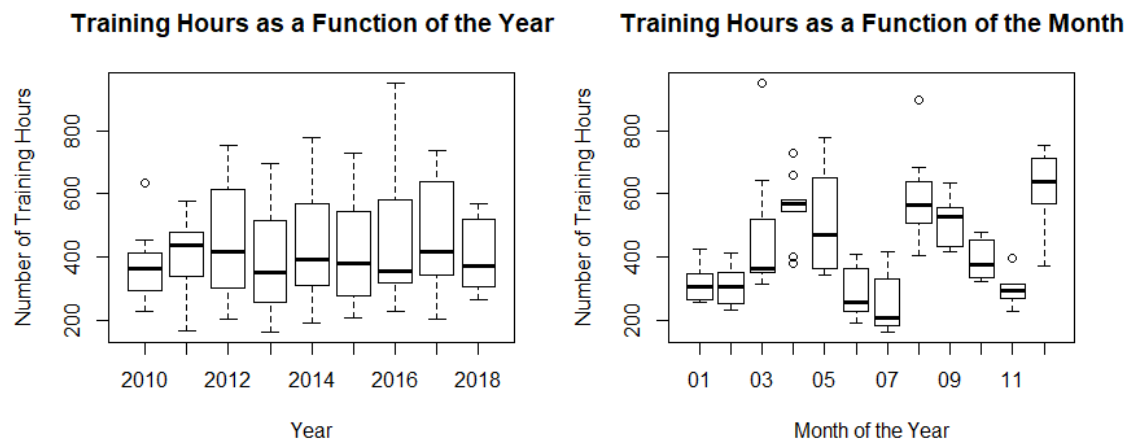 Training Hours as a Function of the Year
Number of Training Hours
800
600
400
200
2010 2012 2014 2016 2018
Year
Training Hours as a Function of the Month
Number of Training Hours
800
600
400
200
01 03 05 07 09 11
Month of the Year